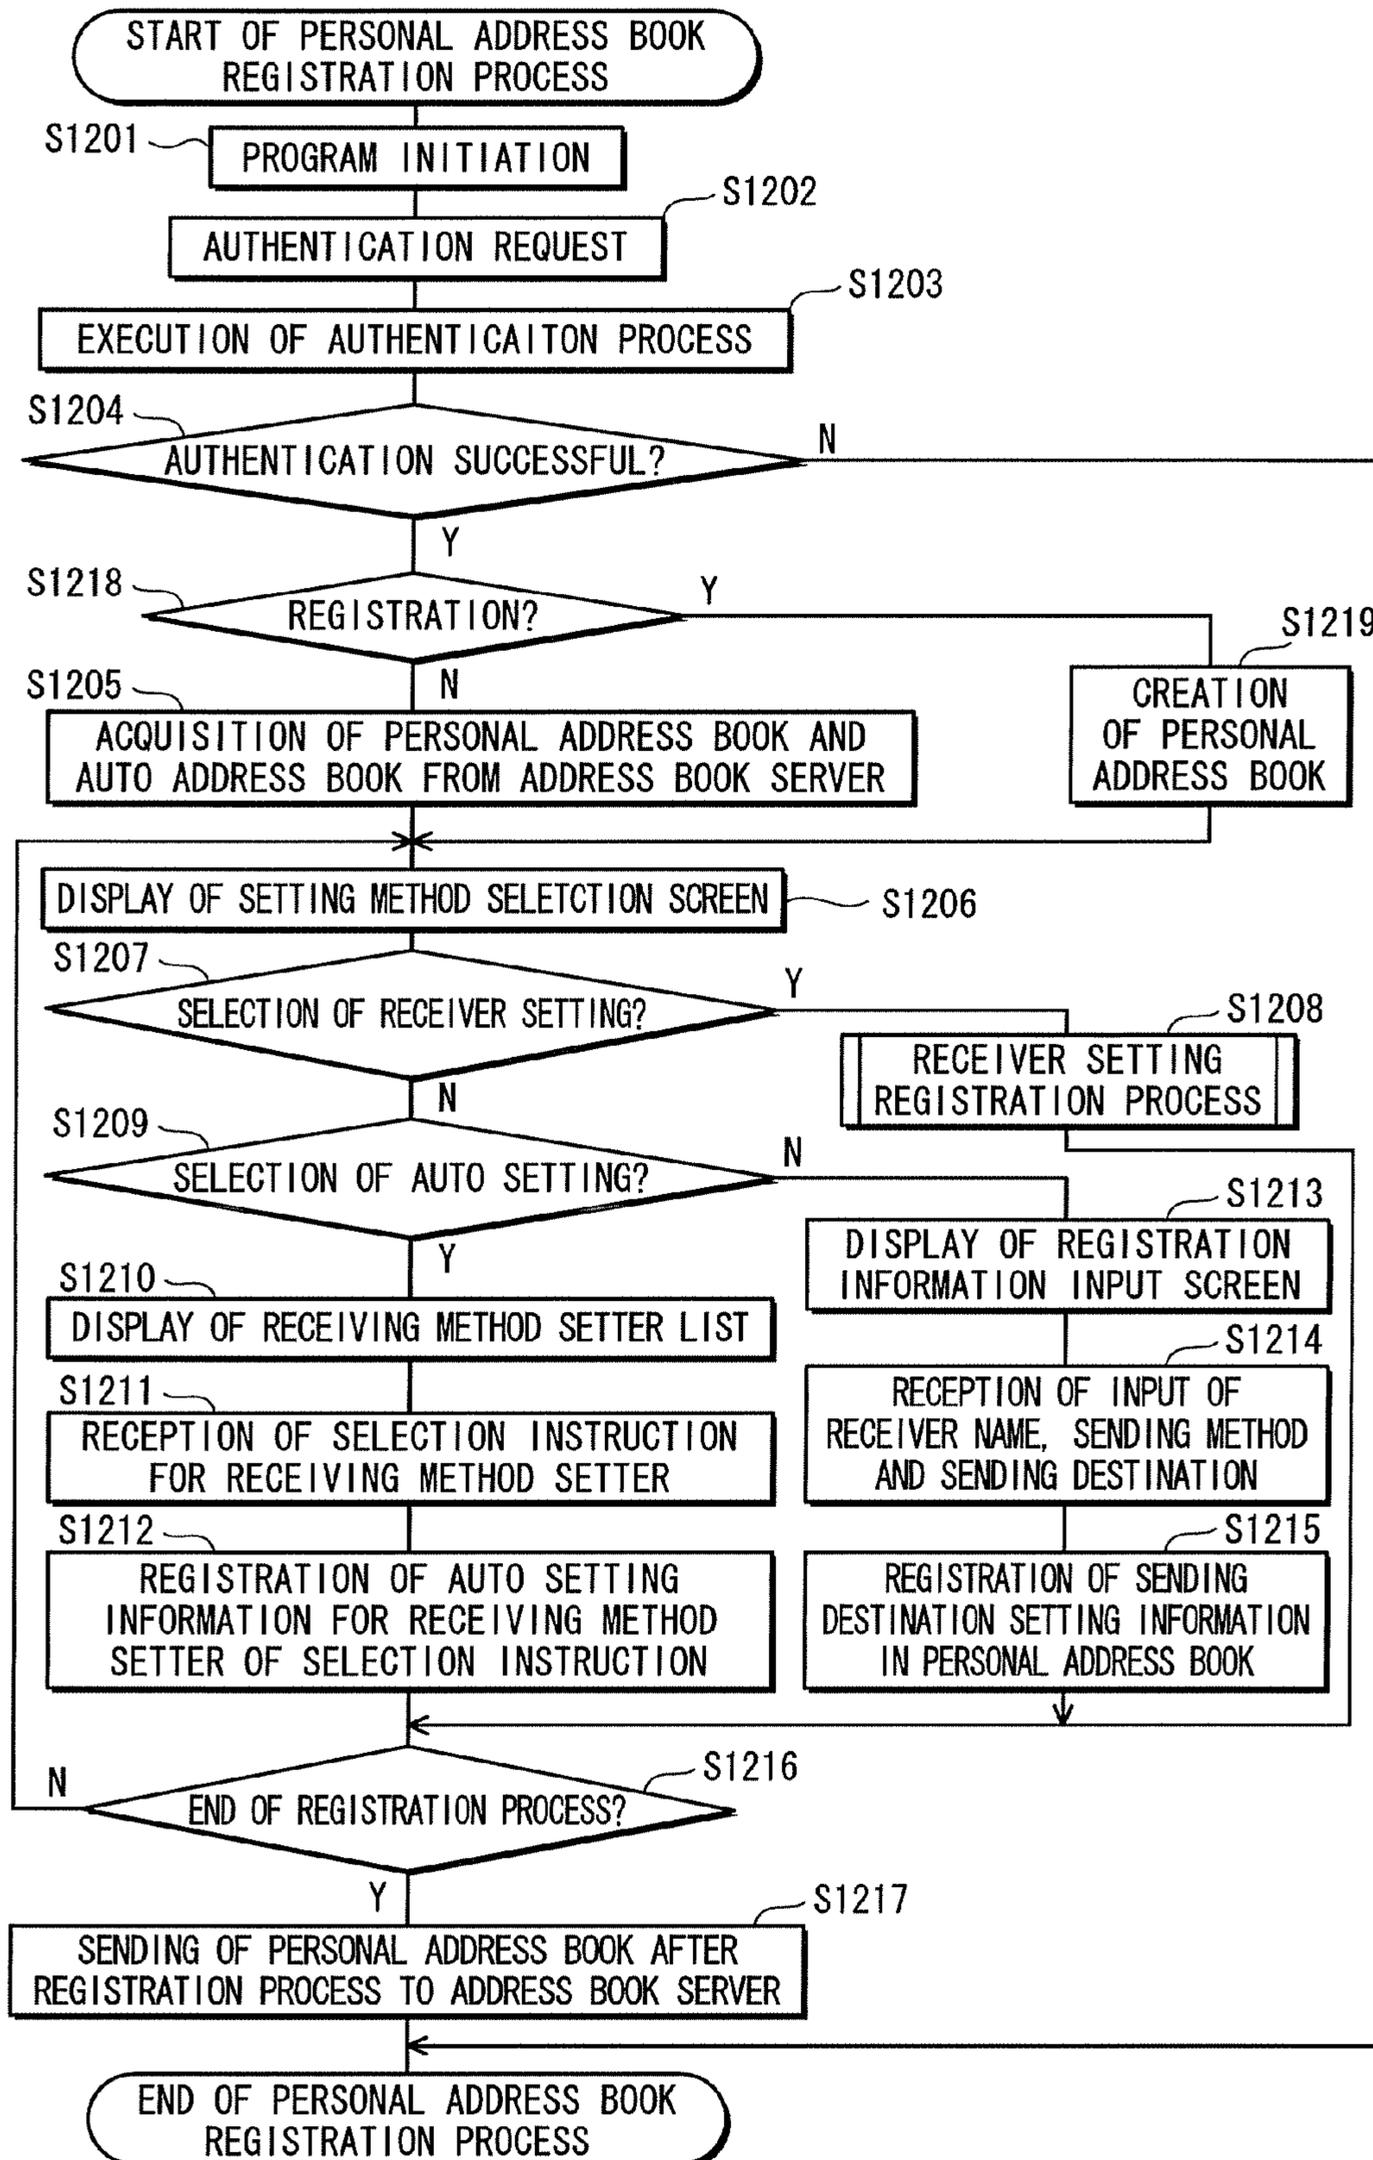 START OF PERSONAL ADDRESS BOOK
REGISTRATION PROCESS
S1201
PROGRAM INITIATION
S1202
AUTHENTICATION REQUEST
S1203
EXECUTION OF AUTHENTICAITON PROCESS
S1204
AUTHENTICATION SUCCESSFUL?
N
Y
S1218
REGISTRATION?
Y
N
S1219
CREATION
OF PERSONAL
ADDRESS BOOK
S1205
ACQUISITION OF PERSONAL ADDRESS BOOK AND
AUTO ADDRESS BOOK FROM ADDRESS BOOK SERVER
DISPLAY OF SETTING METHOD SELETCTION SCREEN
S1206
S1207
SELECTION OF RECEIVER SETTING?
Y
N
S1208
RECEIVER SETTING
REGISTRATION PROCESS
S1209
SELECTION OF AUTO SETTING?
N
Y
S1213
DISPLAY OF REGISTRATION
INFORMATION INPUT SCREEN
S1210
DISPLAY OF RECEIVING METHOD SETTER LIST
S1214
RECEPTION OF INPUT OF
RECEIVER NAME, SENDING METHOD
AND SENDING DESTINATION
S1211
RECEPTION OF SELECTION INSTRUCTION
FOR RECEIVING METHOD SETTER
S1212
REGISTRATION OF AUTO SETTING
INFORMATION FOR RECEIVING METHOD
SETTER OF SELECTION INSTRUCTION
S1215
REGISTRATION OF SENDING
DESTINATION SETTING INFORMATION
IN PERSONAL ADDRESS BOOK
S1216
END OF REGISTRATION PROCESS?
N
Y
S1217
SENDING OF PERSONAL ADDRESS BOOK AFTER
REGISTRATION PROCESS TO ADDRESS BOOK SERVER
END OF PERSONAL ADDRESS BOOK
REGISTRATION PROCESS